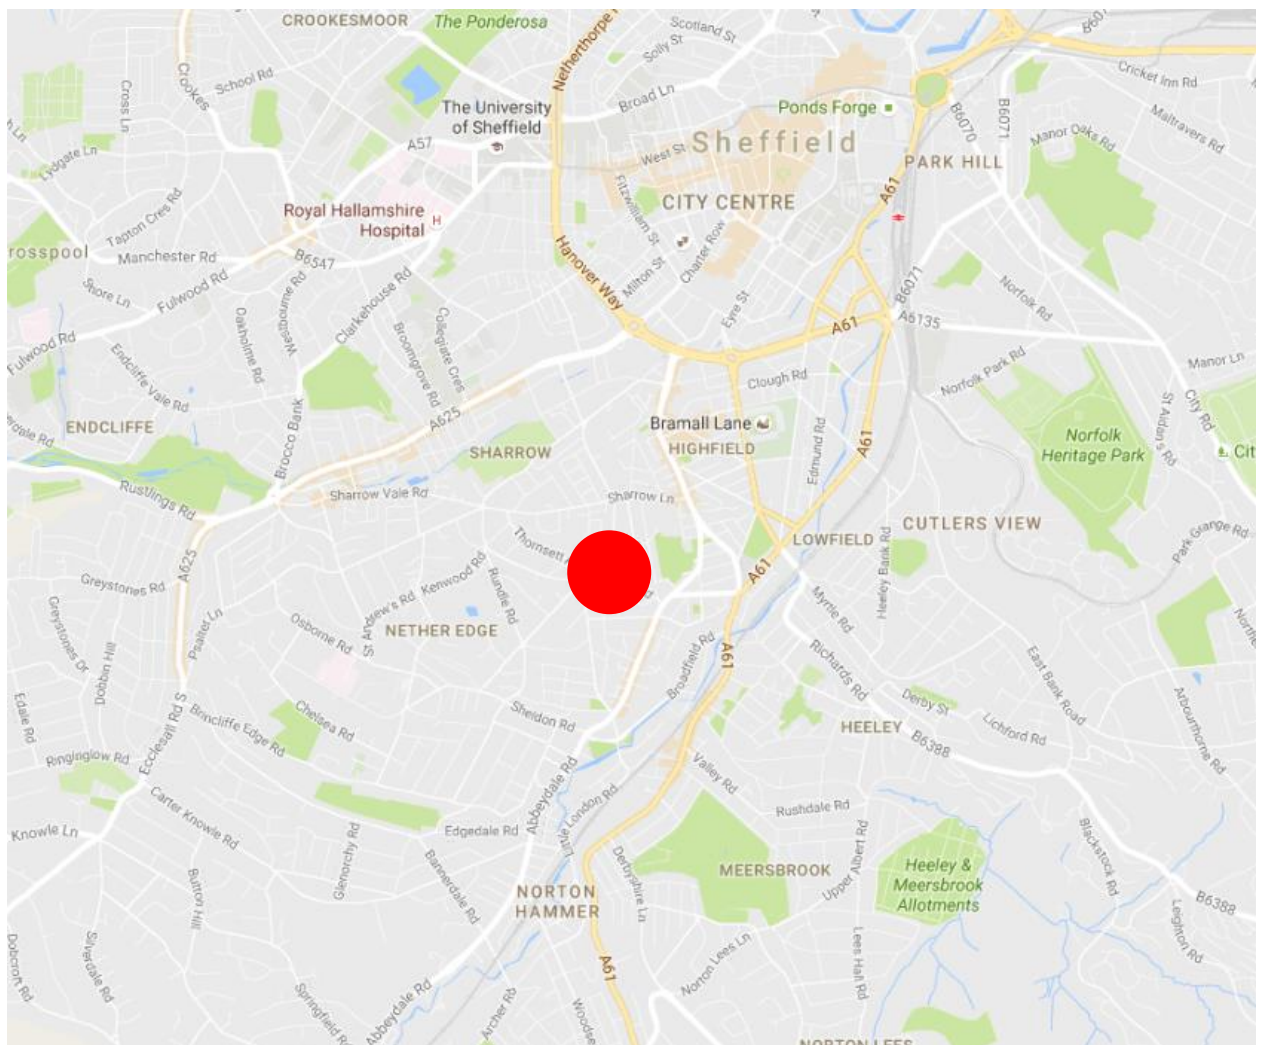 CROOKESMOOR
The Ponderosa
Netherthorpe
Scotland St
Solly St
B6071
Crookes
School Rd
Cross Ln
The University
of Sheffield
Broad Ln
Ponds Forge
Cricket Inn Rd
B6070
B6071
Maltravers Rd
Manor Oaks Rd
Lydgate Ln
A57
West St
Sheffield
PARK HILL
A61
Fitzwilliam St
CITY CENTRE
Royal Hallamshire
Hospital
H
Tapton Cres Rd
rosspool
Manchester Rd
B6547
Hanover Way
Milton St
Charter Row
B6071
Shore Ln
Fulwood Rd
Westbourne Rd
Clarkehouse Rd
Eyre St
Norfolk Rd
Oakholme Rd
Broomgrove Rd
Collegiate Cres
A61
A6135
Fulwood Rd
Endcliffe Vale Rd
Norfolk Park Rd
Manor Ln
Clough Rd
City Rd
St Aidan's Rd
ENDCLIFFE
A625
Bramall Lane
HIGHFIELD
Edmund Rd
A61
Norfolk
Heritage Park
Cit
Brocco Bank
SHARROW
Rustlings Rd
Sharrow Vale Rd
Sharrow Ln
CUTLERS VIEW
LOWFIELD
Park Grange Rd
A625
Thornsett
A61
Heeley Bank Rd
Greystones Rd
Greystones Dr
Kenwood Rd
Rundle Rd
Myrtle Rd
Psalter Ln
Osborne Rd
St Andrew's Rd
NETHER EDGE
Broadfield Rd
A61
Richards Rd
East Bank Road
Dobbin Hill
Edale Rd
Ecclesall Rd S
Brincliffe Edge Rd
Chelsea Rd
Sheldon Rd
Derby St
Lichford Rd
Arbourthorne Rd
HEELEY
B6388
Ringinglow Rd
Abbeydale Rd
Valley Rd
Carter Knowle Rd
Little London Rd
Rushdale Rd
Knowle Ln
Edgedale Rd
Blackstock Rd
Glenorchy Rd
Bannerdale Rd
Derbyshire Ln
MEERSBROOK
Upper Albert Rd
Heeley &
Meersbrook
Allotments
Button Hill
NORTON
HAMMER
B6388
Leighton Rd
Dobcroft Rd
Silverdale Rd
A61
Norton Lees Ln
Lees Hall Rd
Springfield Rd
Abbeydale Rd
Archer Rd
Woodse
NORTON LEES